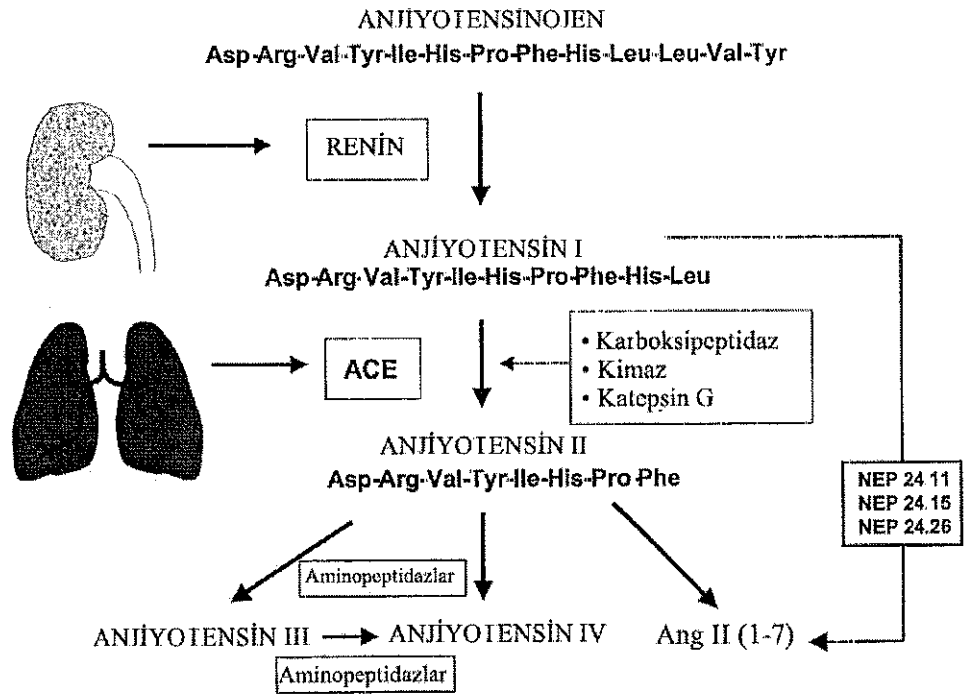 ANJİYOTENSİNOJEN
Asp-Arg-Val-Tyr-Ile-His-Pro-Phe-His-Leu-Leu-Val-Tyr
RENİN
ANJİYOTENSİN I
Asp-Arg-Val-Tyr-Ile-His-Pro-Phe-His-Leu
ACE
• Karboksipeptidaz
• Kimaz
• Katepsin G
ANJİYOTENSİN II
Asp-Arg-Val-Tyr-Ile-His-Pro-Phe
NEP 24.11
NEP 24.15
NEP 24.26
Aminopeptidazlar
ANJİYOTENSİN III
ANJİYOTENSİN IV
Ang II (1-7)
Aminopeptidazlar